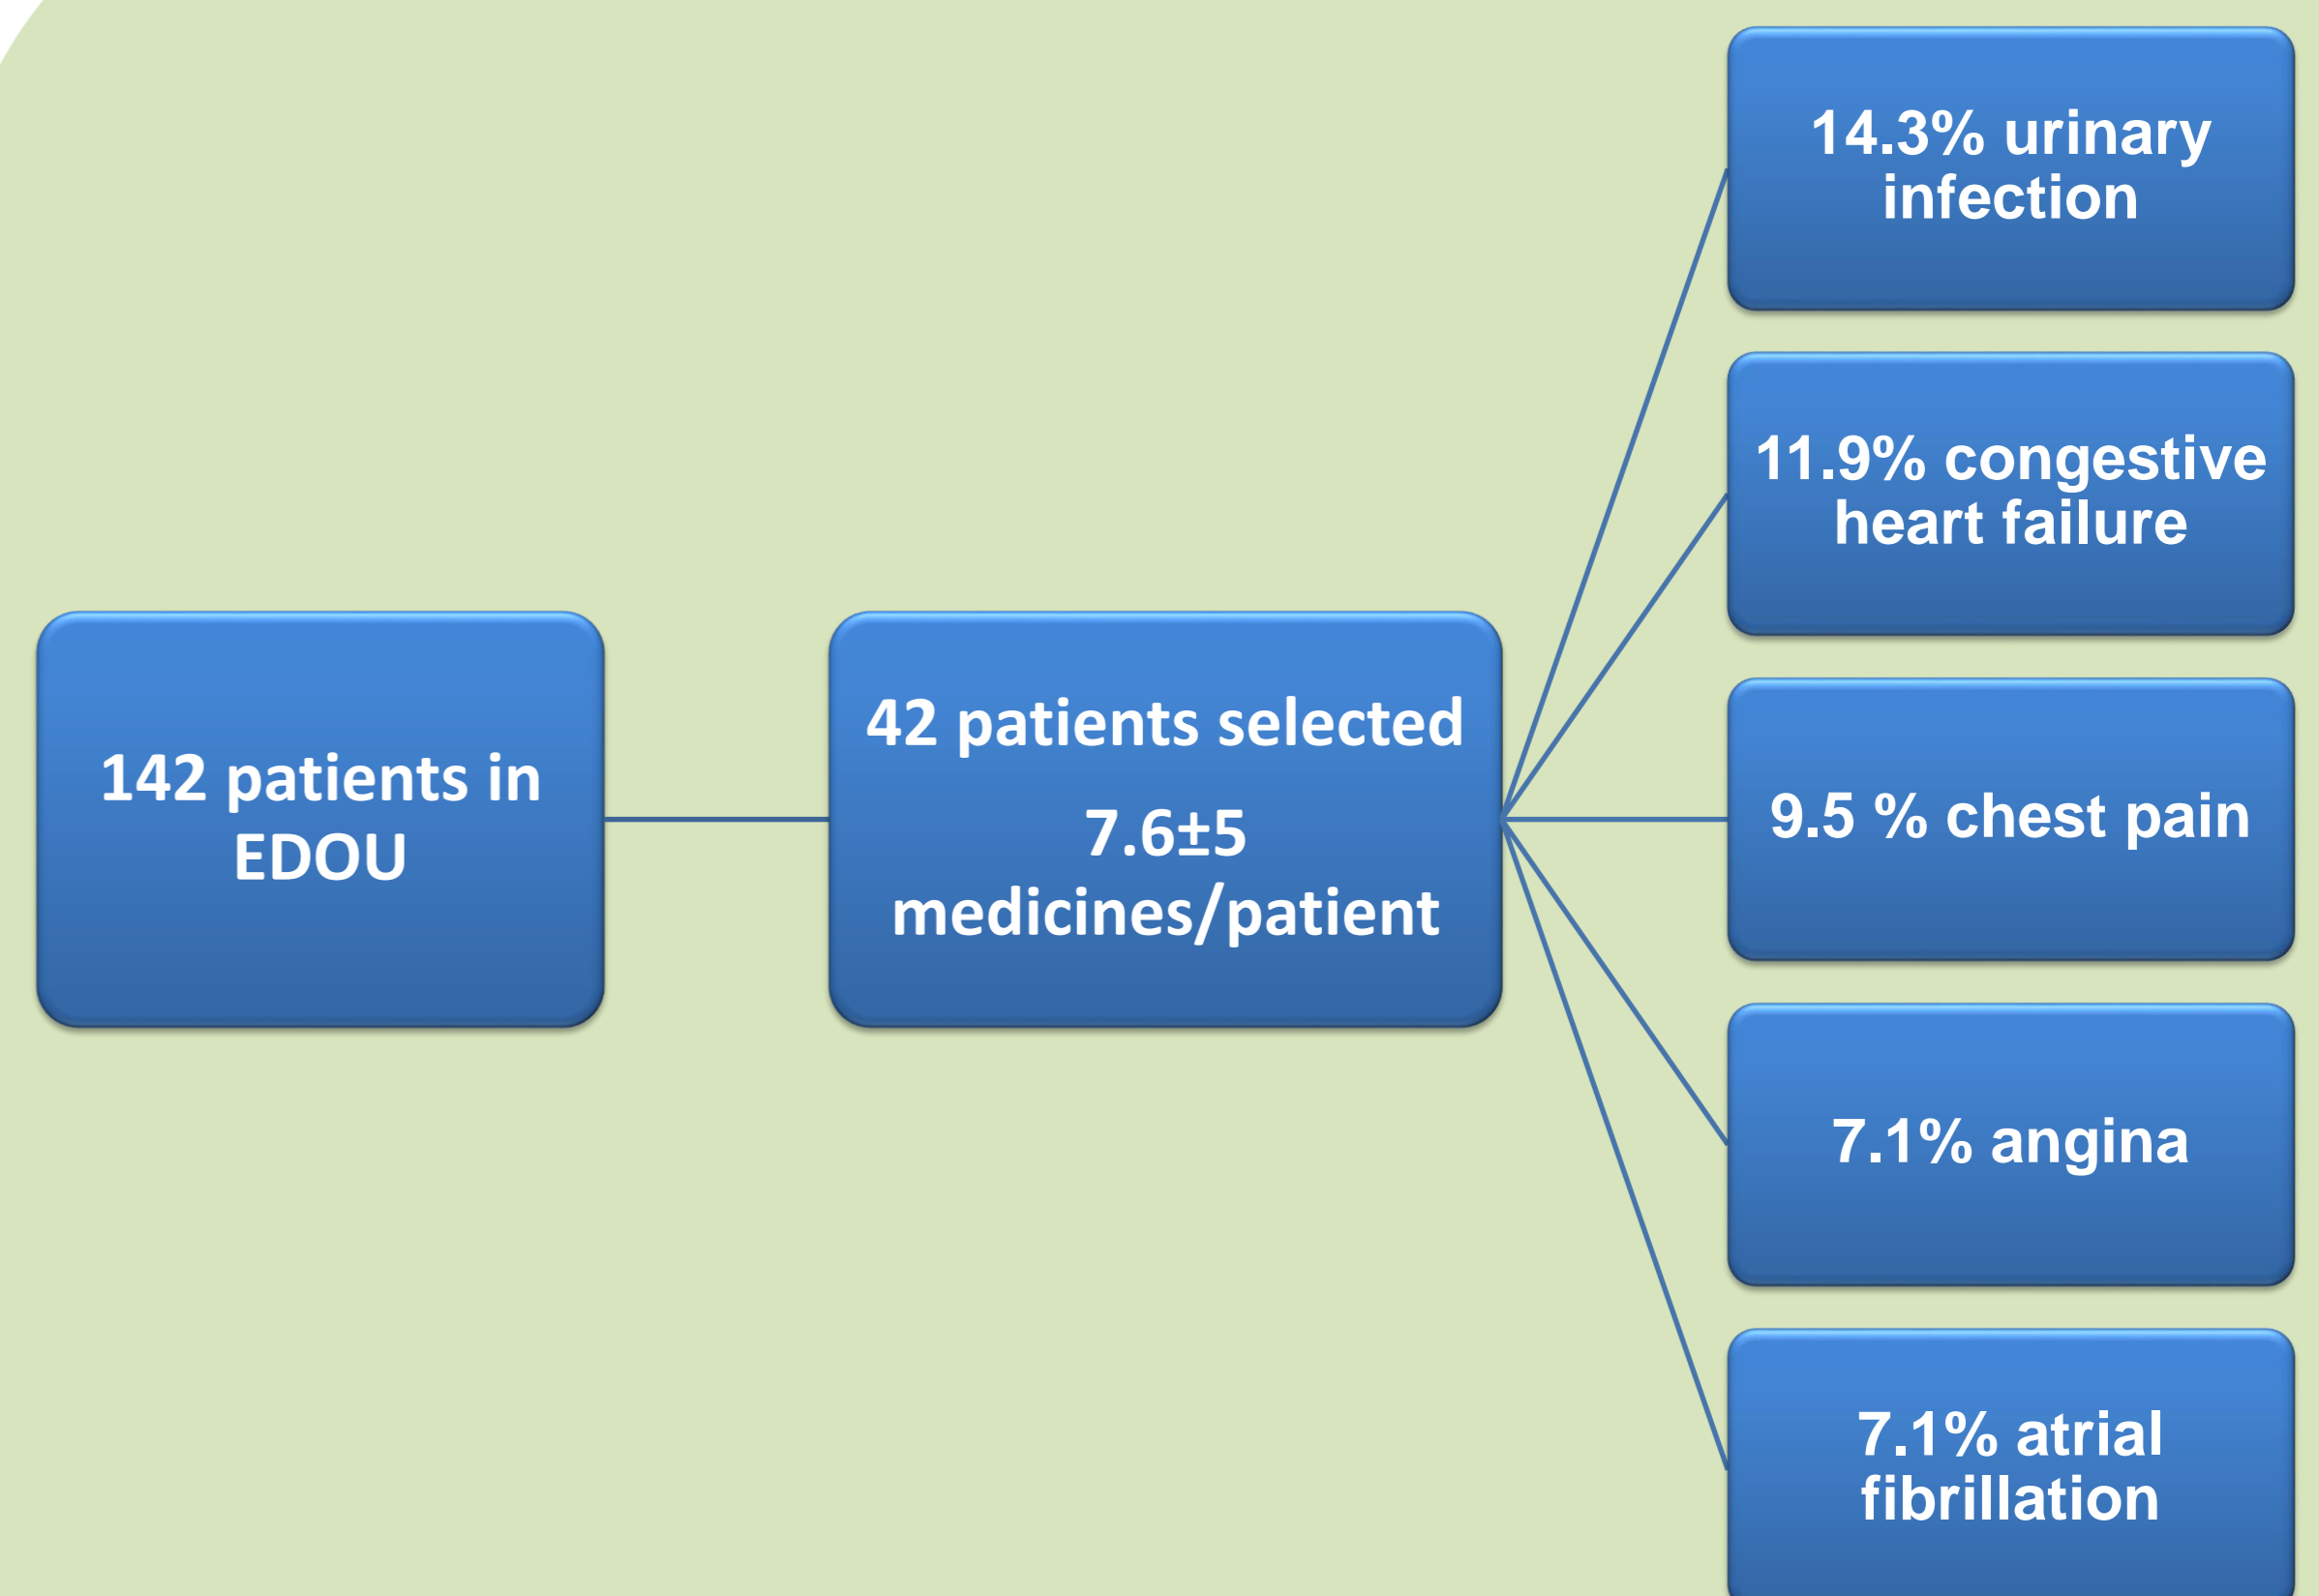 142 patients in
EDOU
42 patients selected
7.6±5
medicines/patient
14.3% urinary
infection
11.9% congestive
heart failure
9.5 % chest pain
7.1% angina
7.1% atrial
fibrillation